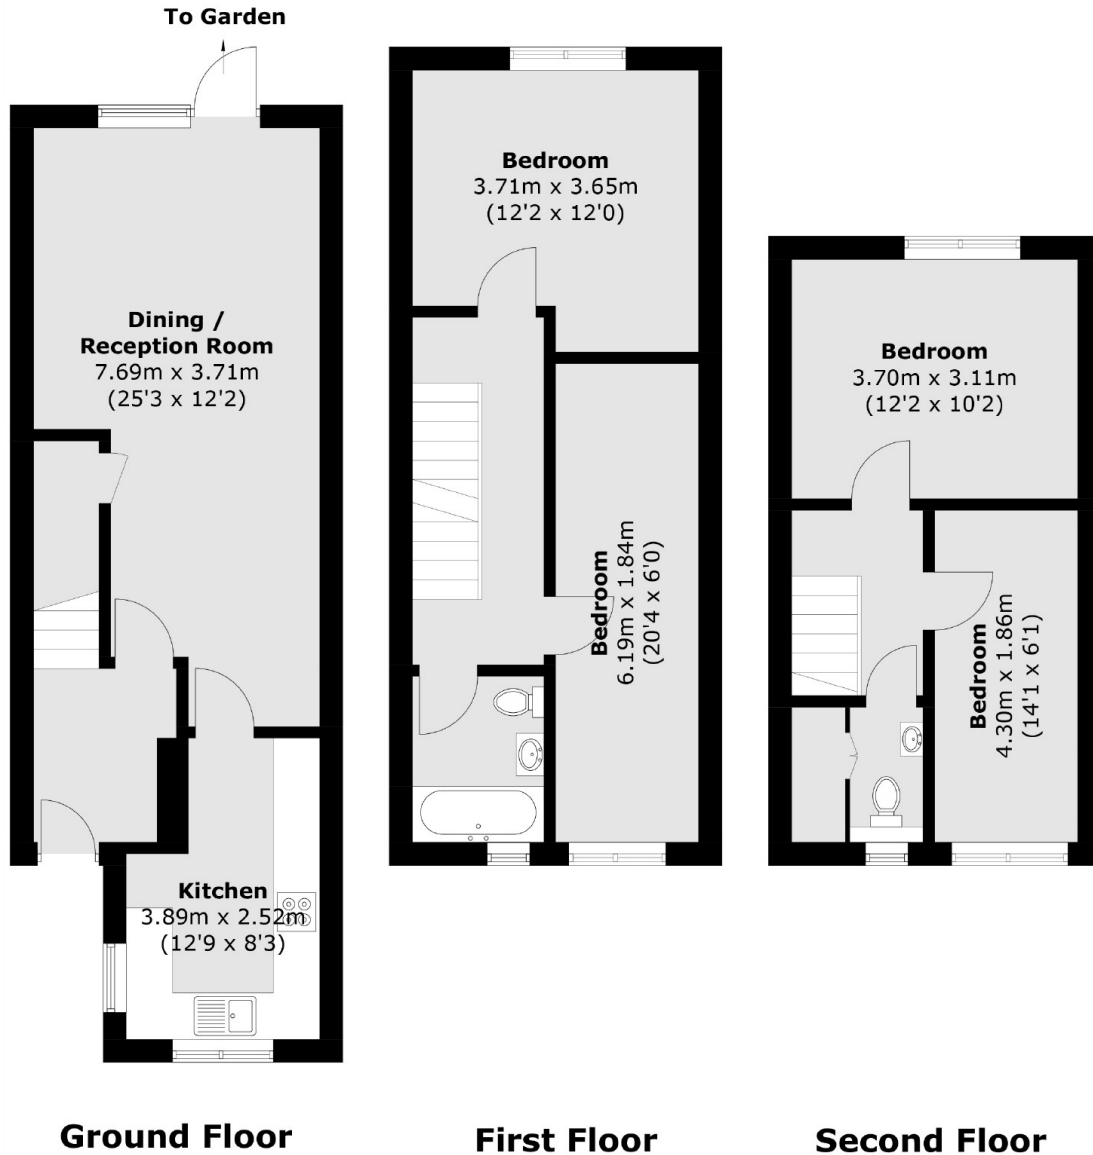 To Garden
Dining /
Reception Room
7.69m x 3.71m
(25'3 x 12'2)
Kitchen
3.89m x 2.52m
(12'9 x 8'3)
Ground Floor
Bedroom
3.71m x 3.65m
(12'2 x 12'0)
Bedroom
6.19m x 1.84m
(20'4 x 6'0)
First Floor
Bedroom
3.70m x 3.11m
(12'2 x 10'2)
Bedroom
4.30m x 1.86m
(14'1 x 6'1)
Second Floor